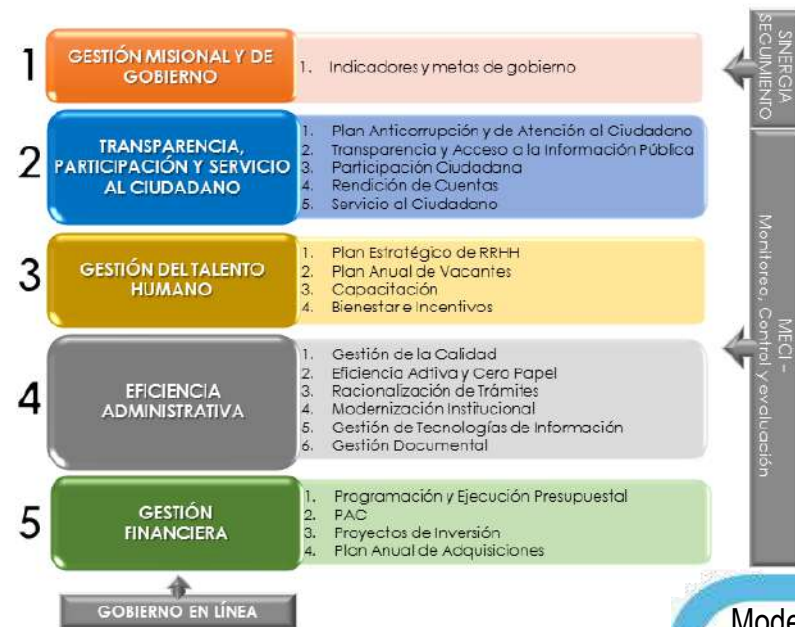 1
GESTIÓN MISIONAL Y DE
GOBIERNO
1. Indicadores y metas de gobierno
2
TRANSPARENCIA,
PARTICIPACIÓN Y SERVICIO
AL CIUDADANO
1. Plan Anticorrupción y de Atención al Ciudadano
2. Transparencia y Acceso a la Información Pública
3. Participación Ciudadana
4. Rendición de Cuentas
5. Servicio al Ciudadano
3
GESTIÓN DEL TALENTO
HUMANO
1. Plan Estratégico de RRHH
2. Plan Anual de Vacantes
3. Capacitación
4. Bienestar e Incentivos
4
EFICIENCIA
ADMINISTRATIVA
1. Gestión de la Calidad
2. Eficiencia Adtiva y Cero Papel
3. Racionalización de Trámites
4. Modernización Institucional
5. Gestión de Tecnologías de Información
6. Gestión Documental
5
GESTIÓN
FINANCIERA
1. Programación y Ejecución Presupuestal
2. PAC
3. Proyectos de Inversión
4. Plan Anual de Adquisiciones
GOBIERNO EN LÍNEA
SINERGIA
SEGUIMIENTO
MECI –
Monitoreo, Control y evaluación
Mode